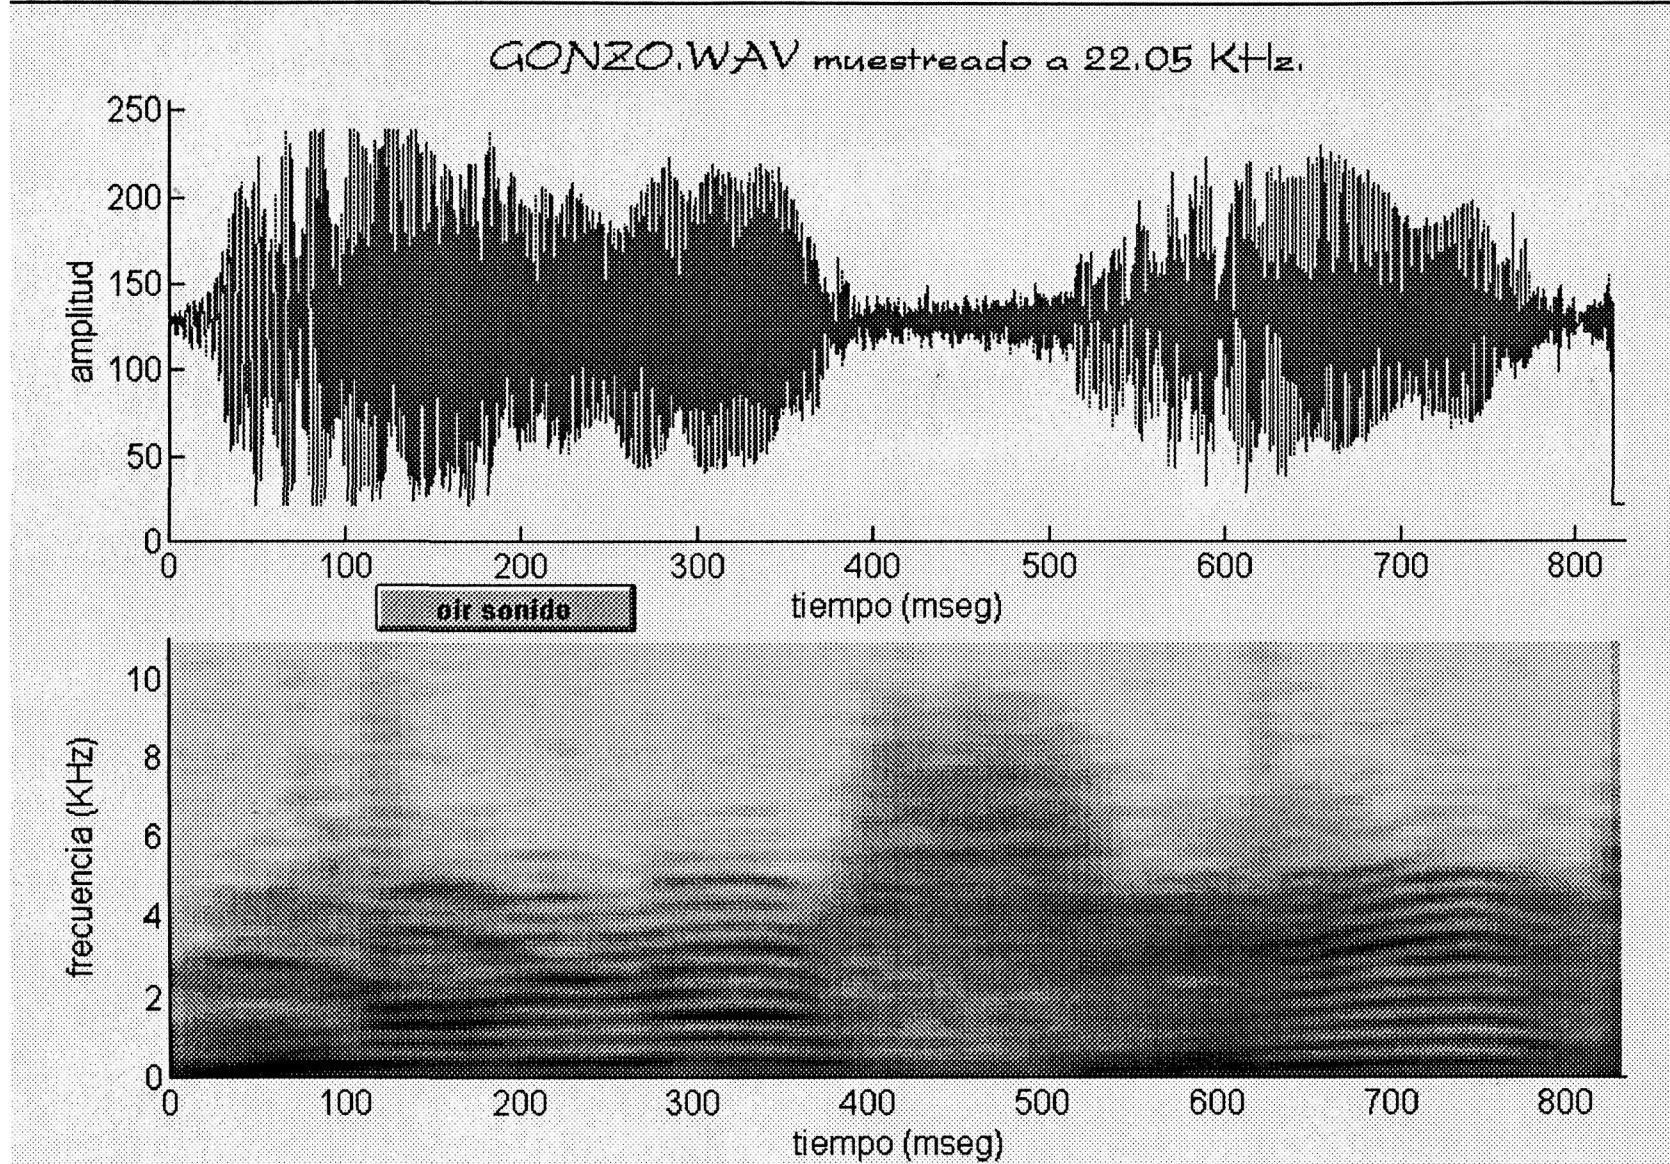 GONZO.WAV muestreado a 22.05 KHz.
250
200
150
100
50
0
amplitud
0 100 200 300 400 500 600 700 800
tiempo (mseg)
oir sonido
10
8
6
4
2
0
frecuencia (KHz)
0 100 200 300 400 500 600 700 800
tiempo (mseg)